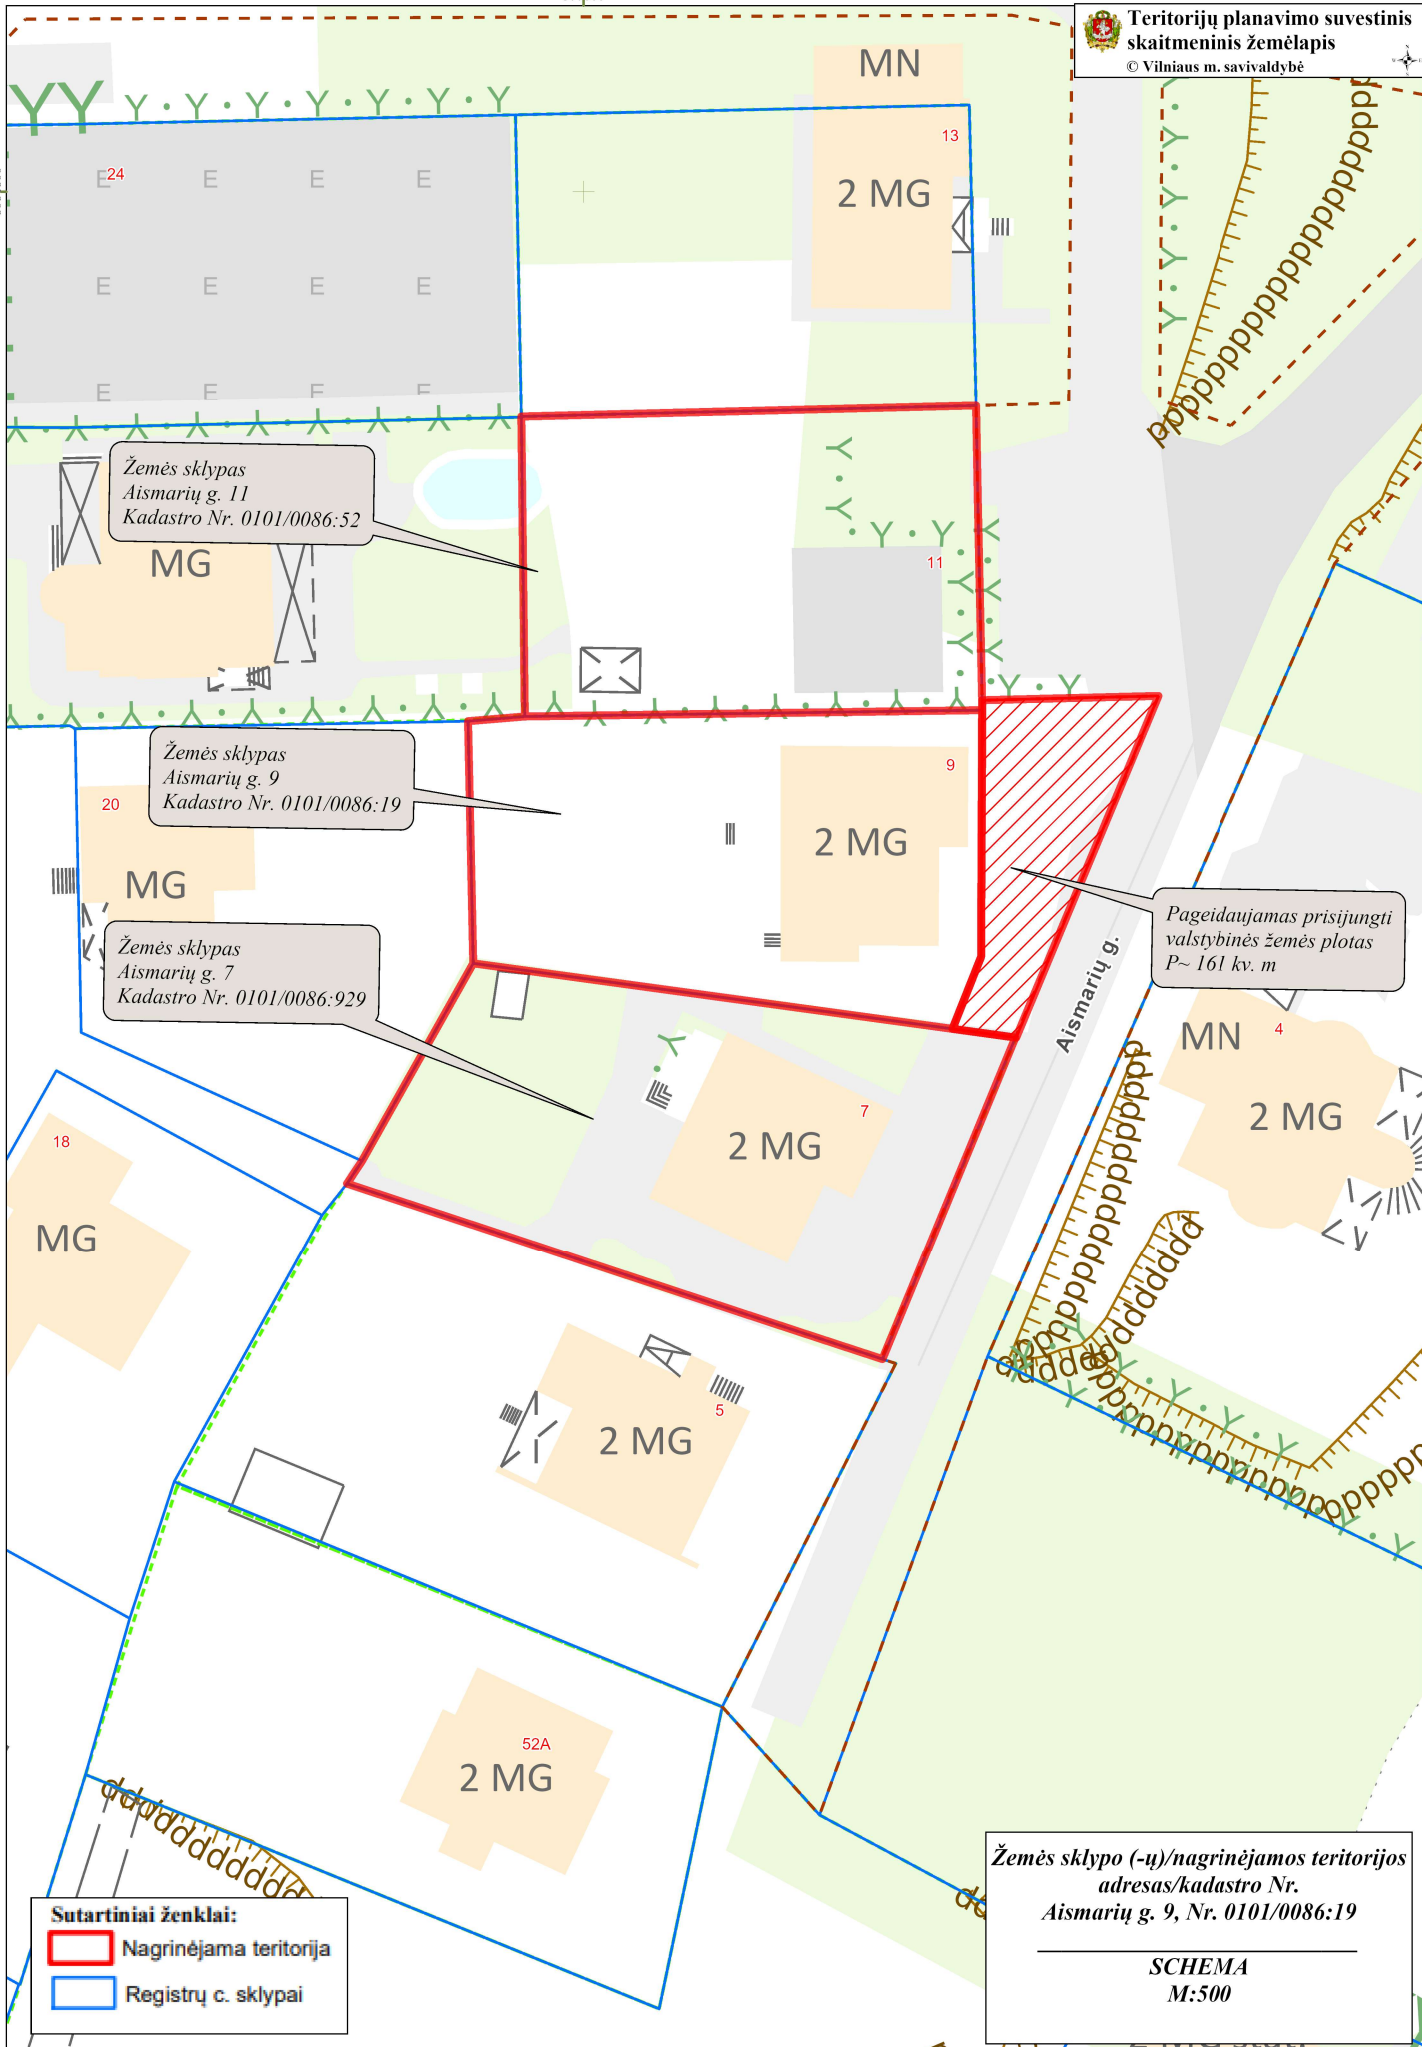 Teritorijų planavimo suvestinis
skaitmeninis žemėlapis
© Vilniaus m. savivaldybė
MN
13
2 MG
24
E E E E
E E E E
E E E E
Žemės sklypas
Aismarių g. 11
Kadastro Nr. 0101/0086:52
MG
11
Žemės sklypas
Aismarių g. 9
Kadastro Nr. 0101/0086:19
9
2 MG
20
MG
Pageidaujamas prisijungti
valstybinės žemės plotas
P~ 161 kv. m
Žemės sklypas
Aismarių g. 7
Kadastro Nr. 0101/0086:929
Aismarių g.
MN
4
2 MG
7
2 MG
18
MG
5
2 MG
52A
2 MG
Žemės sklypo (-ų)/nagrinėjamos teritorijos
adresas/kadastro Nr.
Aismarių g. 9, Nr. 0101/0086:19
SCHEMA
M:500
Sutartiniai ženklai:
Nagrinėjama teritorija
Registrų c. sklypai